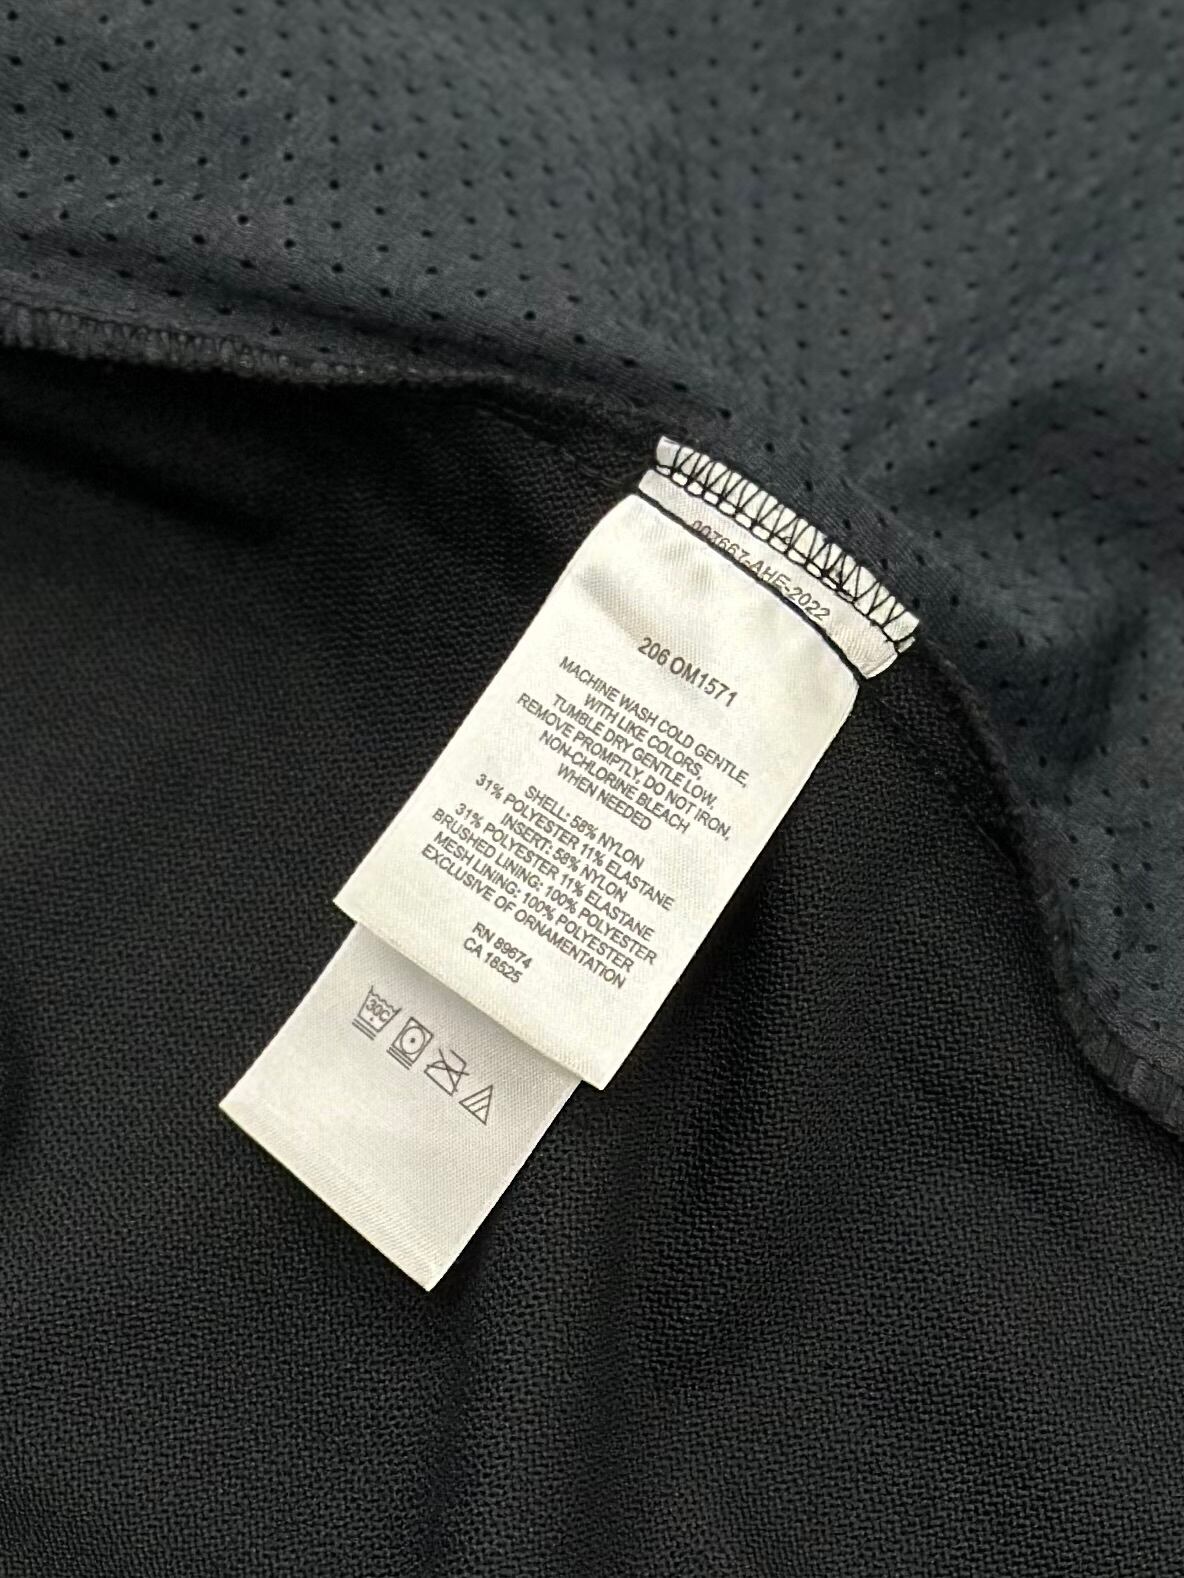 -AHE-2022
206 OM1571
MACHINE WASH COLD GENTLE,
WITH LIKE COLORS,
TUMBLE DRY GENTLE LOW,
REMOVE PROMPTLY. DO NOT IRON,
NON-CHLORINE BLEACH
WHEN NEEDED
SHELL: 58% NYLON
31% POLYESTER 11% ELASTANE
INSERT: 58% NYLON
31% POLYESTER 11% ELASTANE
BRUSHED LINING: 100% POLYESTER
MESH LINING: 100% POLYESTER
EXCLUSIVE OF ORNAMENTATION
RN 89674
CA 18525
30C